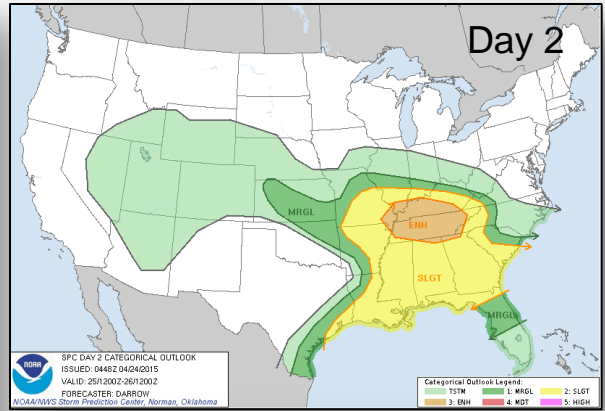 Day 2
MRGL
ENH
SLGT
MRGL
NOAA
SPC DAY 2 CATEGORICAL OUTLOOK
ISSUED: 0448Z 04/24/2015
VALID: 25/1200Z-26/1200Z
FORECASTER: DARROW
NOAA/NWS Storm Prediction Center, Norman, Oklahoma
Categorical Outlook Legend:
TSTM 1: MRGL 2: SLGT
3: ENH 4: MDT 5: HIGH